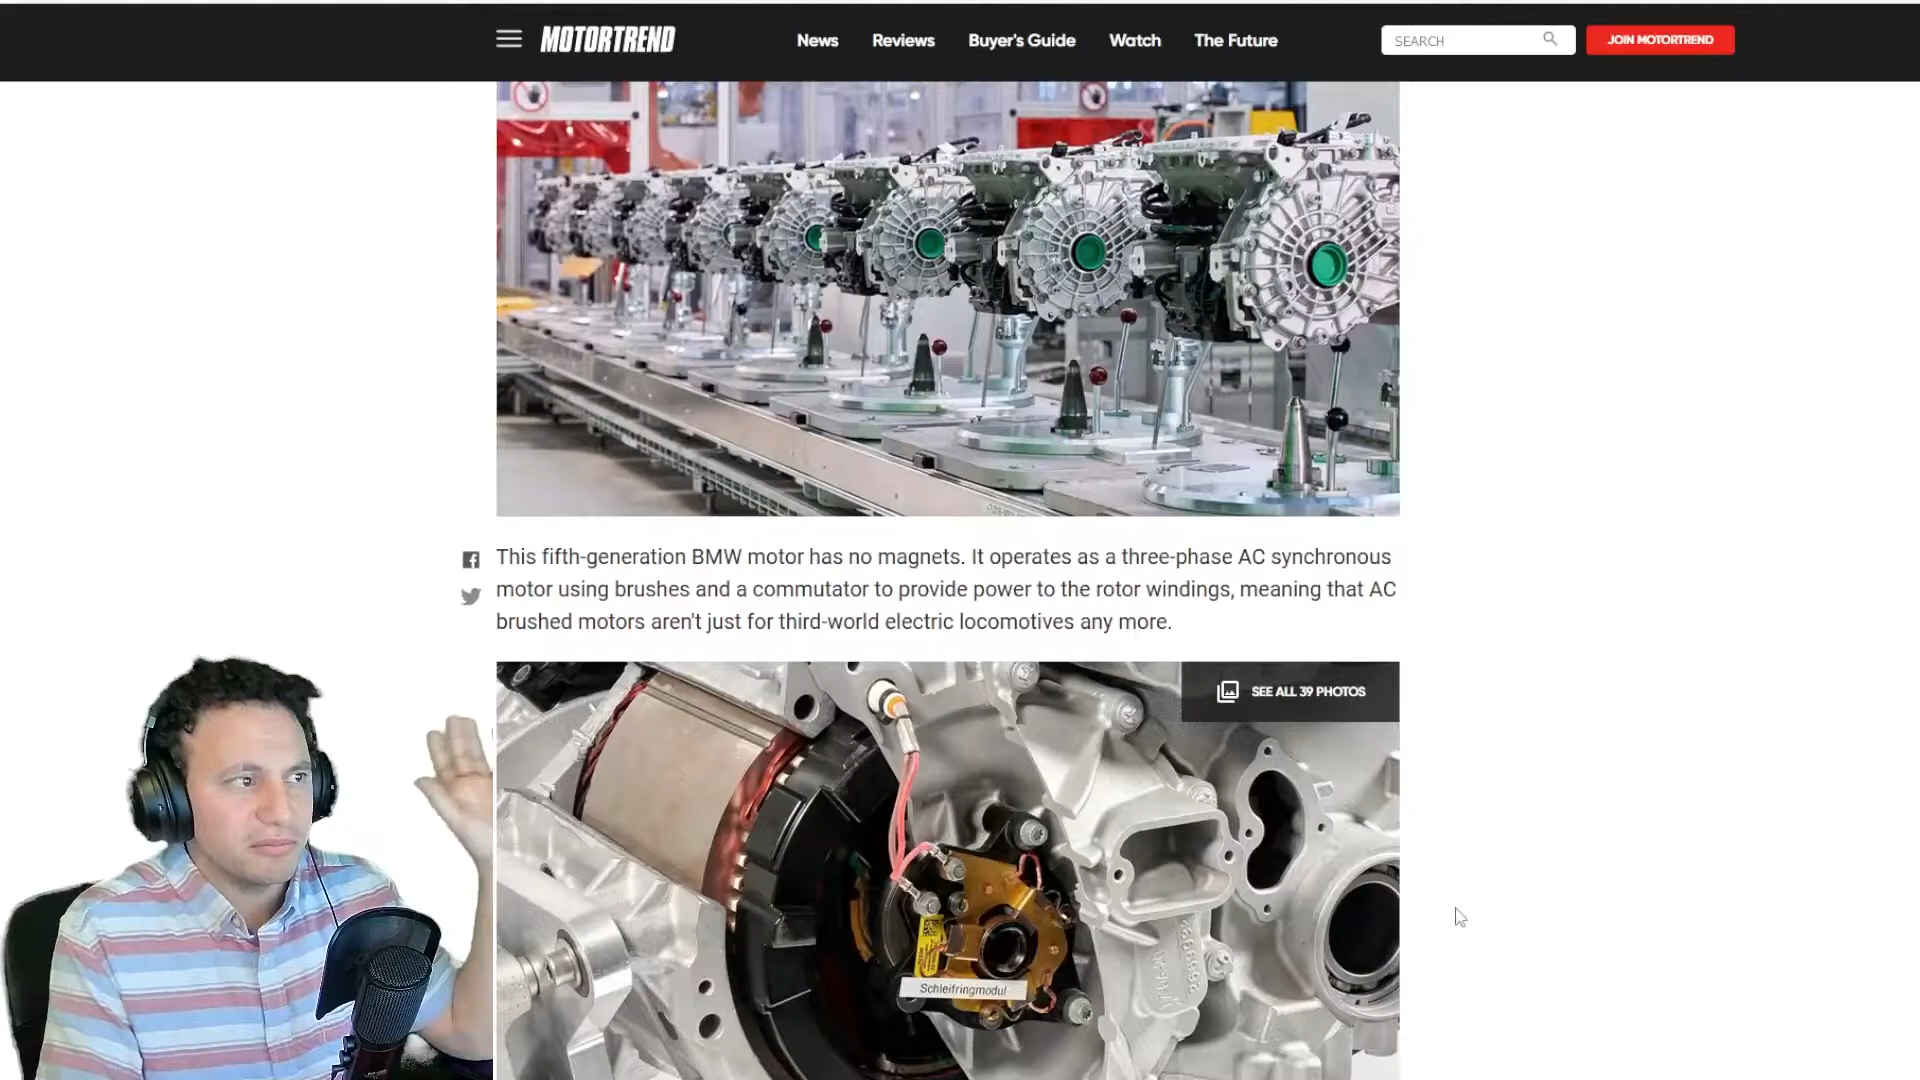 MOTORTREND
News
Reviews
Buyer's Guide
Watch
The Future
SEARCH
JOIN MOTORTREND
This fifth-generation BMW motor has no magnets. It operates as a three-phase AC synchronous
motor using brushes and a commutator to provide power to the rotor windings, meaning that AC
brushed motors aren't just for third-world electric locomotives any more.
SEE ALL 39 PHOTOS
Schleifringmodul